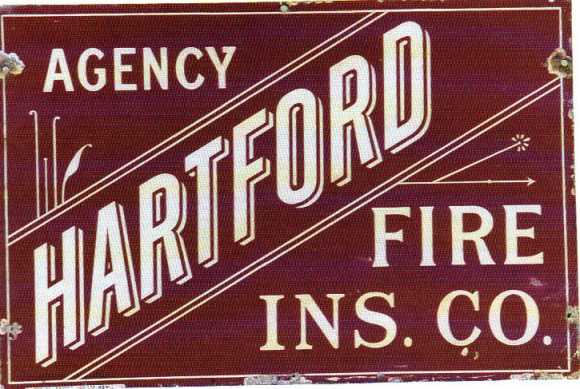 AGENCY
HARTFORD
FIRE
INS. CO.